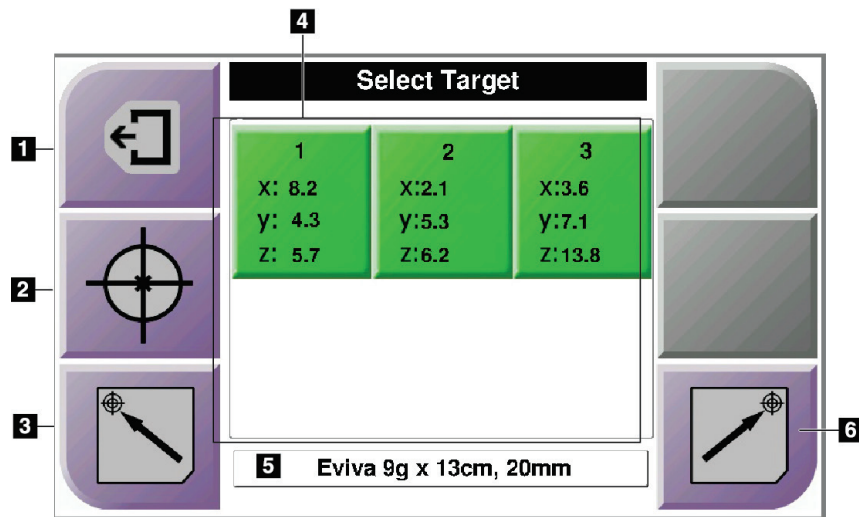 4
Select Target
1
1 2 3
x: 8.2 x:2.1 x:3.6
y: 4.3 y:5.3 y:7.1
z: 5.7 z:6.2 z:13.8
2
3
6
5 Eviva 9g x 13cm, 20mm